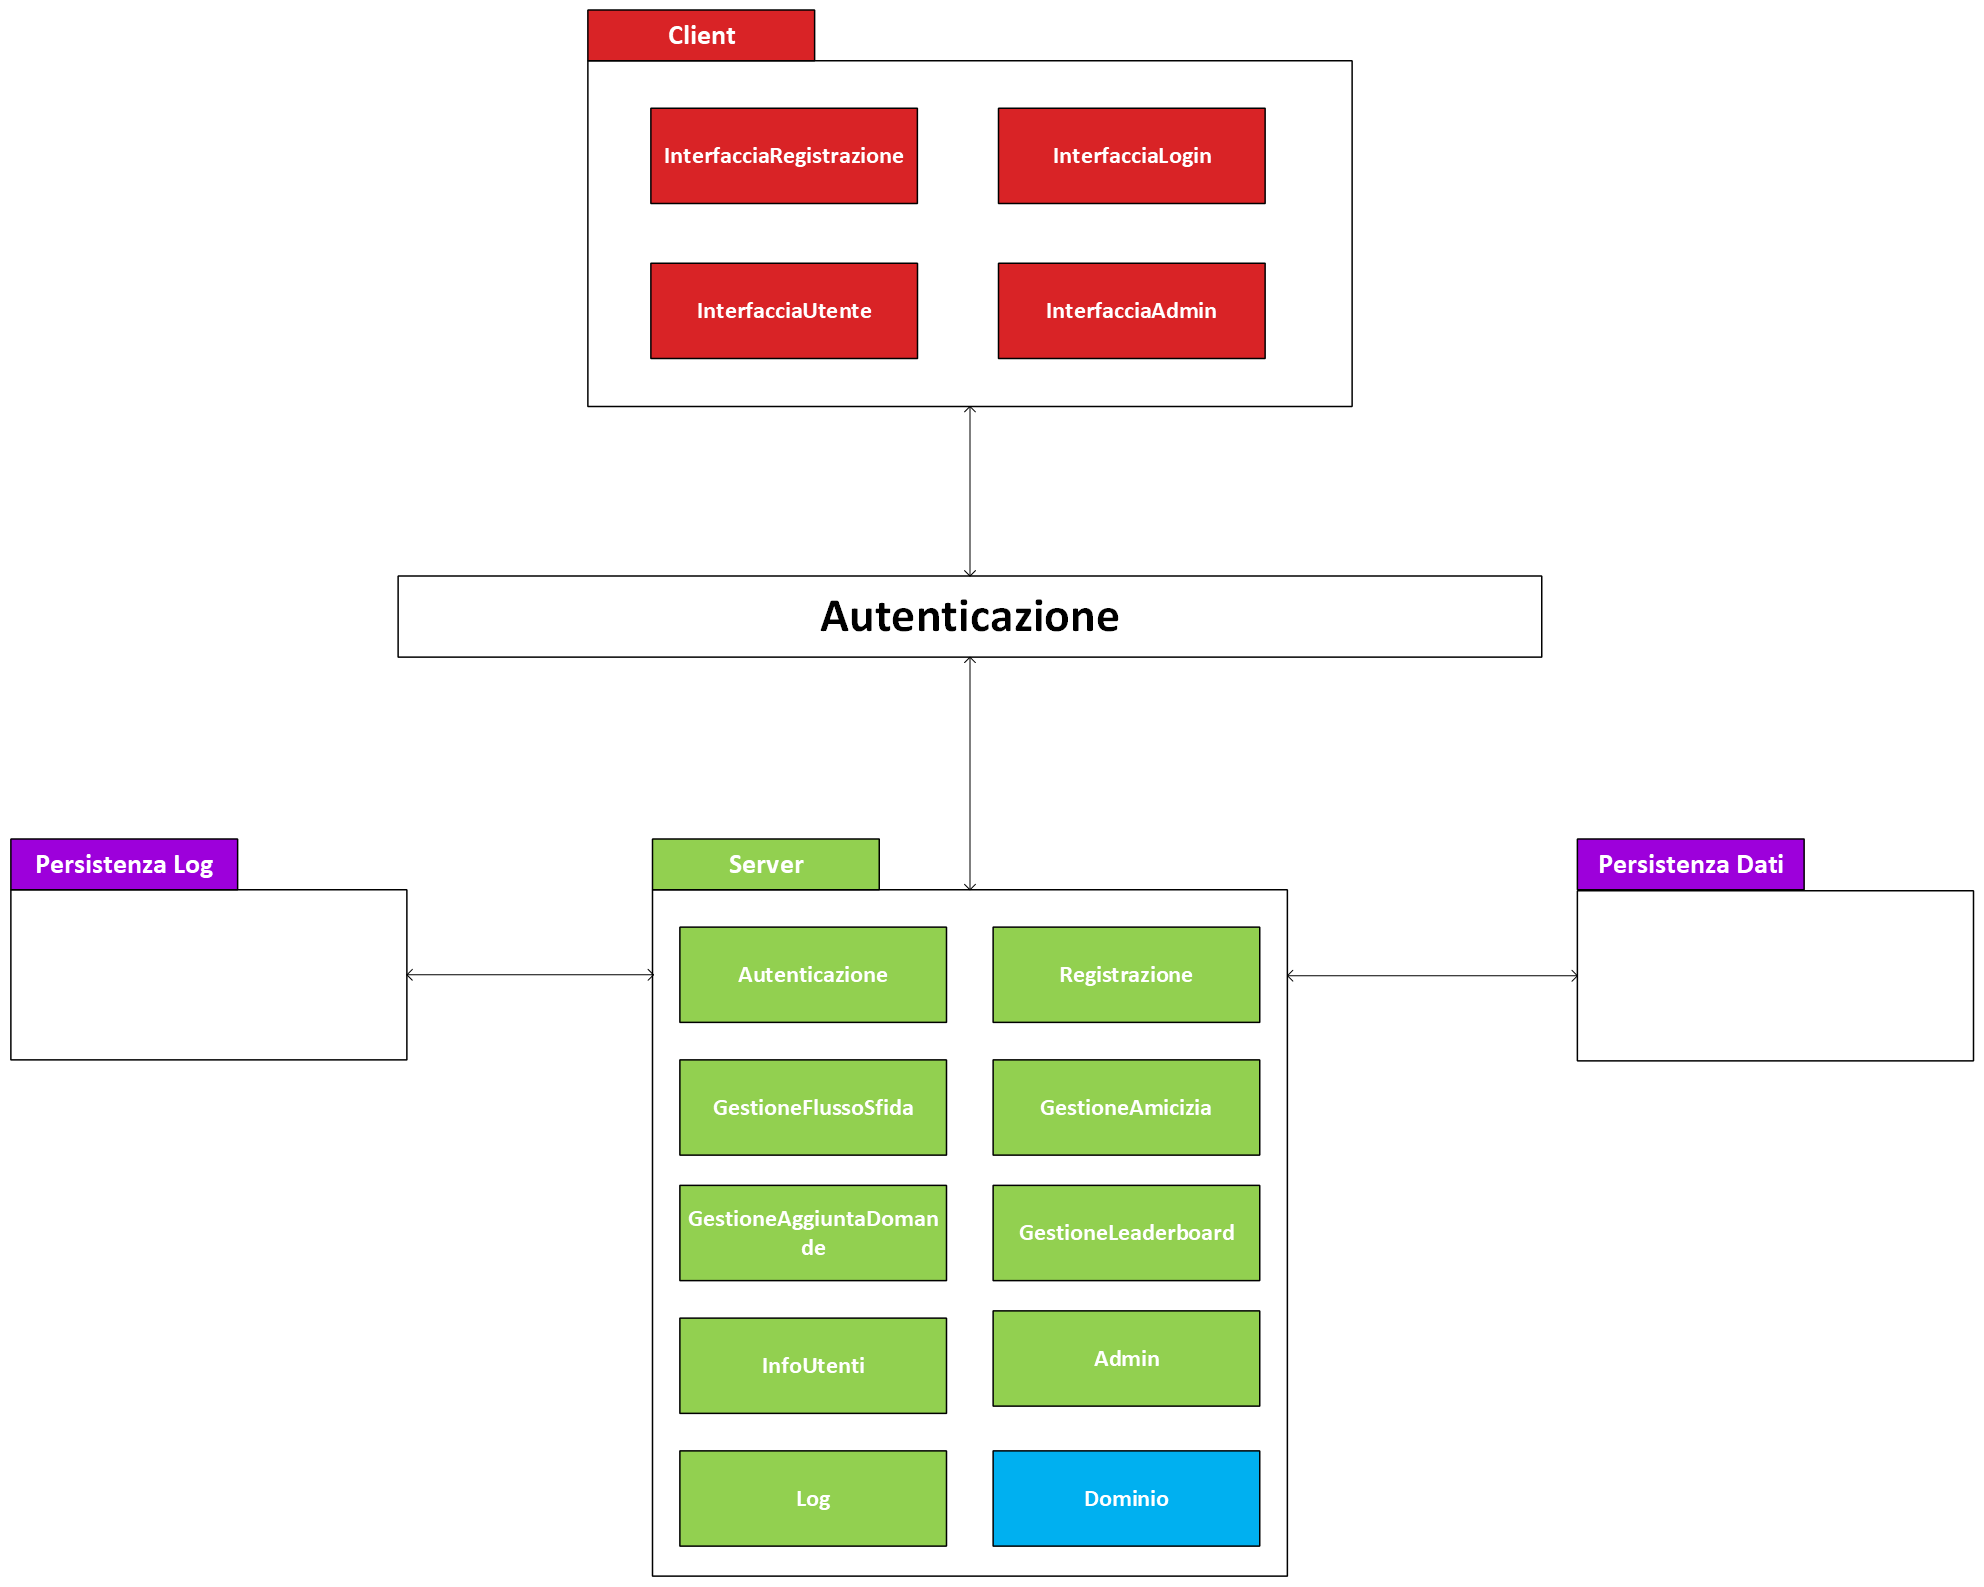 Client
InterfacciaRegistrazione
InterfacciaLogin
InterfacciaUtente
InterfacciaAdmin
Autenticazione
Persistenza Log
Server
Persistenza Dati
Autenticazione
Registrazione
GestioneFlussoSfida
GestioneAmicizia
GestioneAggiuntaDoman
de
GestioneLeaderboard
InfoUtenti
Admin
Log
Dominio